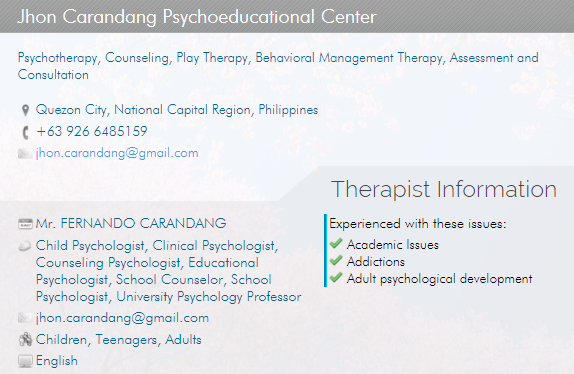 Jhon Carandang Psychoeducational Center
Psychotherapy, Counseling, Play Therapy, Behavioral Management Therapy, Assessment and
Consultation
Quezon City, National Capital Region, Philippines
+63 926 6485159
jhon.carandang@gmail.com
Therapist Information
Mr. FERNANDO CARANDANG
Child Psychologist, Clinical Psychologist,
Counseling Psychologist, Educational
Psychologist, School Counselor, School
Psychologist, University Psychology Professor
jhon.carandang@gmail.com
Children, Teenagers, Adults
English
Experienced with these issues:
Academic Issues
Addictions
Adult psychological development